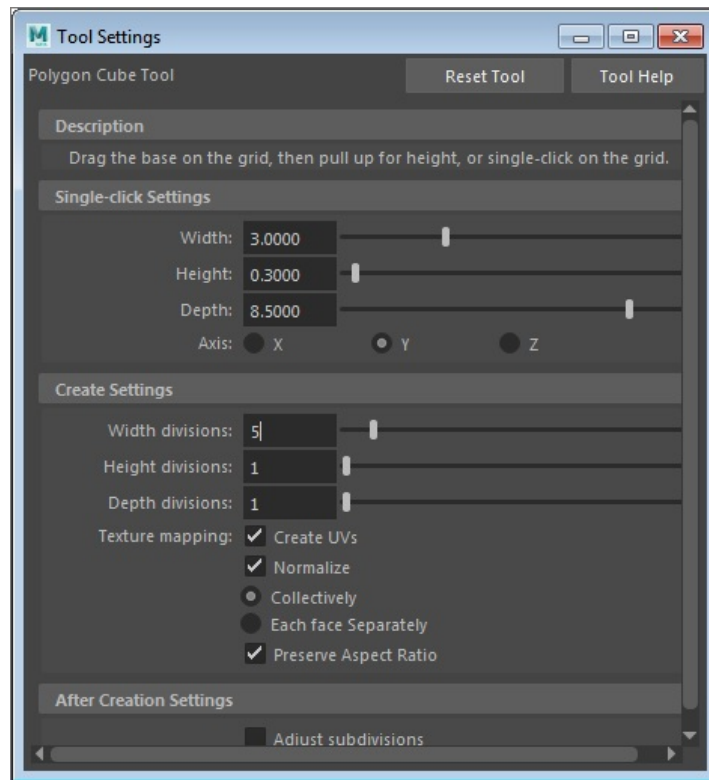 Tool Settings
Polygon Cube Tool Reset Tool Tool Help
Description
Drag the base on the grid, then pull up for height, or single-click on the grid.
Single-click Settings
Width: 3.0000
Height: 0.3000
Depth: 8.5000
Axis: X Y Z
Create Settings
Width divisions: 5
Height divisions: 1
Depth divisions: 1
Texture mapping: Create UVs
Normalize
Collectively
Each face Separately
Preserve Aspect Ratio
After Creation Settings
Adjust subdivisions